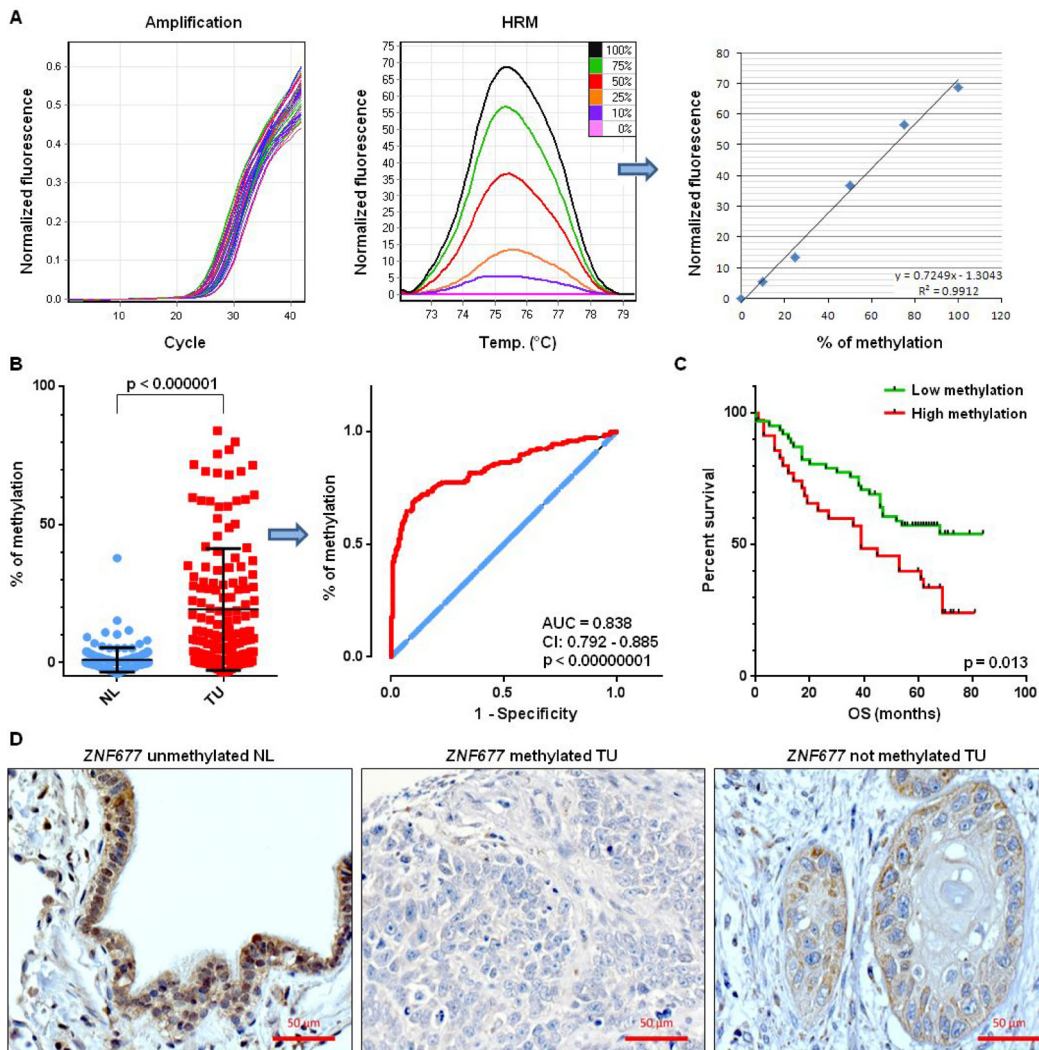 A
Amplification
HRM
Normalized fluorescence
0.6
0.5
0.4
0.3
0.2
0.1
0.0
10
20
30
40
Cycle
Normalized fluorescence
75
70
65
60
55
50
45
40
35
30
25
20
15
10
5
0
100%
75%
50%
25%
10%
0%
73
74
75
76
77
78
79
Temp. (°C)
Normalized fluorescence
80
70
60
50
40
30
20
10
0
y = 0.7249x - 1.3043
R² = 0.9912
0
20
40
60
80
100
120
% of methylation
B
p < 0.000001
% of methylation
100
50
0
NL
TU
% of methylation
1.0
0.5
0.0
AUC = 0.838
CI: 0.792 - 0.885
p < 0.00000001
0.0
0.5
1.0
1 - Specificity
C
Low methylation
High methylation
Percent survival
100
50
0
p = 0.013
0
20
40
60
80
100
OS (months)
D
ZNF677 unmethylated NL
ZNF677 methylated TU
ZNF677 not methylated TU
50 µm
50 µm
50 µm